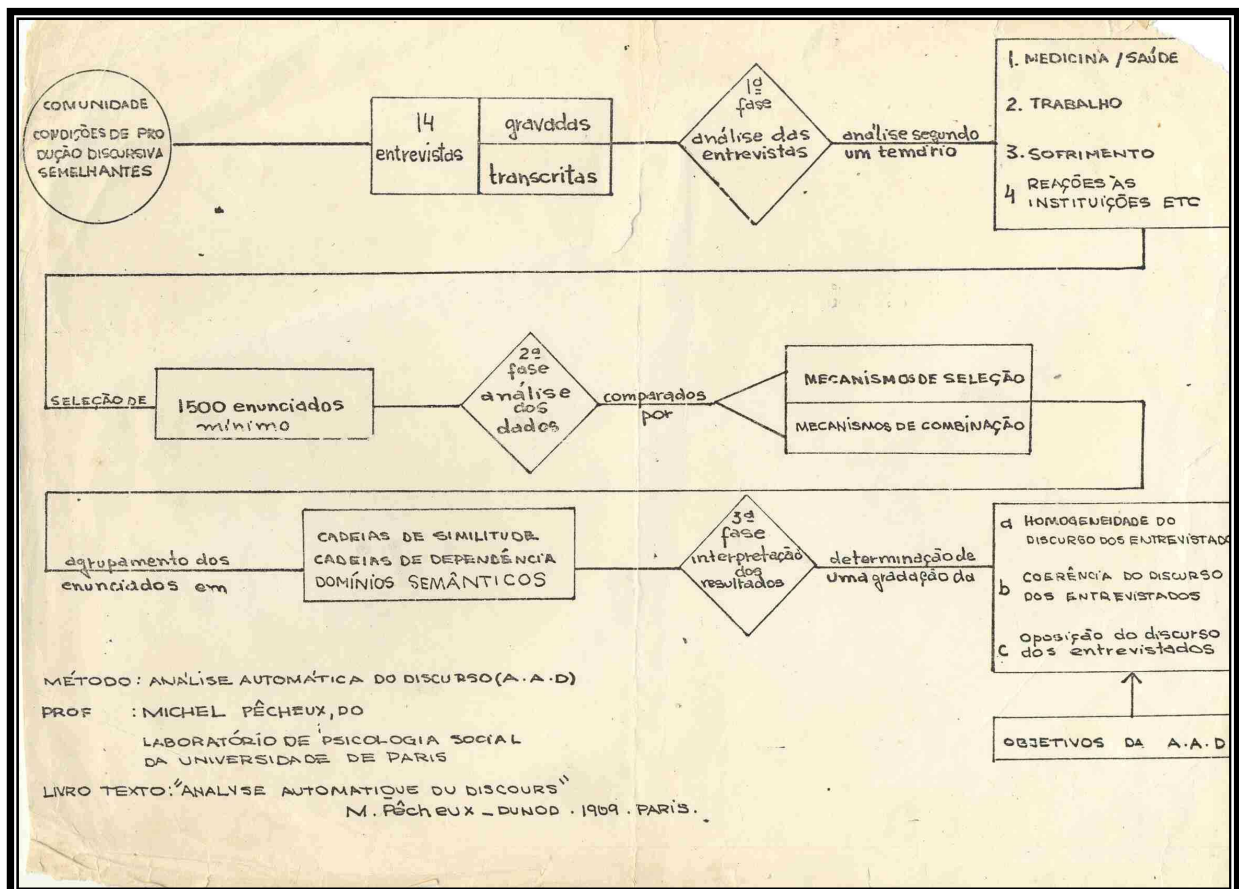 COMUNIDADE
CONDIÇÕES DE PRO
DUÇÃO DISCURSIVA
SEMELHANTES
14
entrevistas
gravadas
transcritas
1ª
fase
análise das
entrevistas
análise segundo
um temário
1. MEDICINA / SAÚDE
2. TRABALHO
3. SOFRIMENTO
4 REAÇÕES ÀS
INSTITUIÇÕES ETC
SELEÇÃO DE
1500 enunciados
mínimo
2ª
fase
análise
dos
dados
comparados
por
MECANISMOS DE SELEÇÃO
MECANISMOS DE COMBINAÇÃO
agrupamento dos
enunciados em
CADEIAS DE SIMILITUDE
CADEIAS DE DEPENDÊNCIA
DOMÍNIOS SEMÂNTICOS
3ª
fase
interpretação
dos
resultados
determinação de
uma gradação da
a HOMOGENEIDADE DO
DISCURSO DOS ENTREVISTADO
b COERÊNCIA DO DISCURSO
DOS ENTREVISTADOS
c oposição do discurso
dos entrevistados
OBJETIVOS DA A.A.D
MÉTODO: ANÁLISE AUTOMÁTICA DO DISCURSO (A.A.D)
PROF : MICHEL PÊCHEUX, DO
LABORATÓRIO DE PSICOLOGIA SOCIAL
DA UNIVERSIDADE DE PARIS
LIVRO TEXTO: "ANALYSE AUTOMATIQUE DU DISCOURS"
M. Pêcheux - DUNOD . 1969 . PARIS.